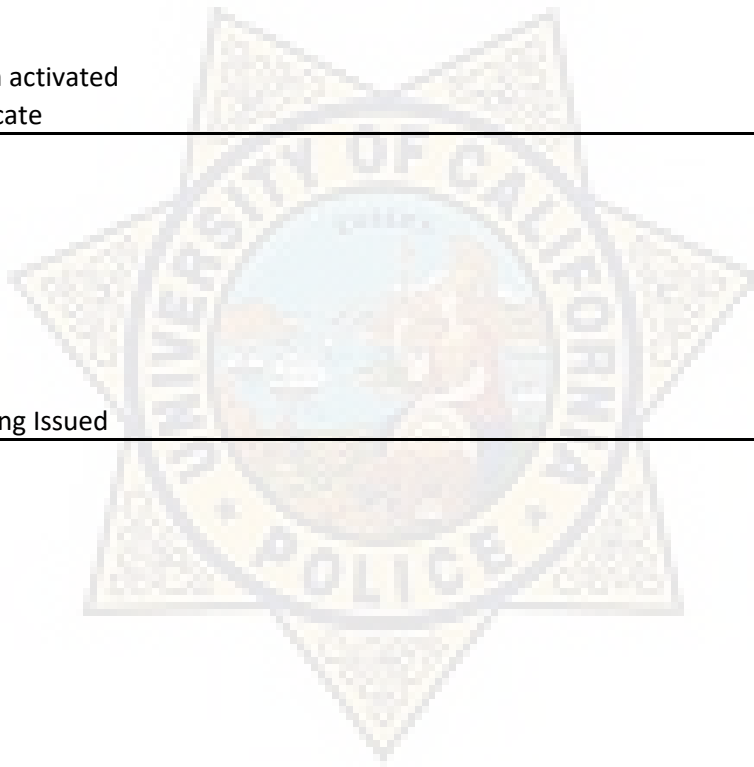 activated
cate
ng Issued
UNIVERSITY OF CALIFORNIA
POLICE